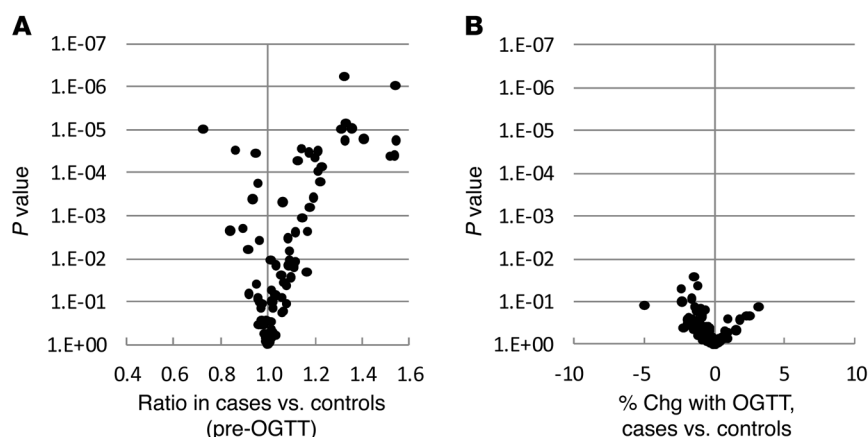 A
P value
1.E-07
1.E-06
1.E-05
1.E-04
1.E-03
1.E-02
1.E-01
1.E+00
0.4 0.6 0.8 1.0 1.2 1.4 1.6
Ratio in cases vs. controls
(pre-OGTT)
B
P value
1.E-07
1.E-06
1.E-05
1.E-04
1.E-03
1.E-02
1.E-01
1.E+00
-10 -5 0 5 10
% Chg with OGTT,
cases vs. controls